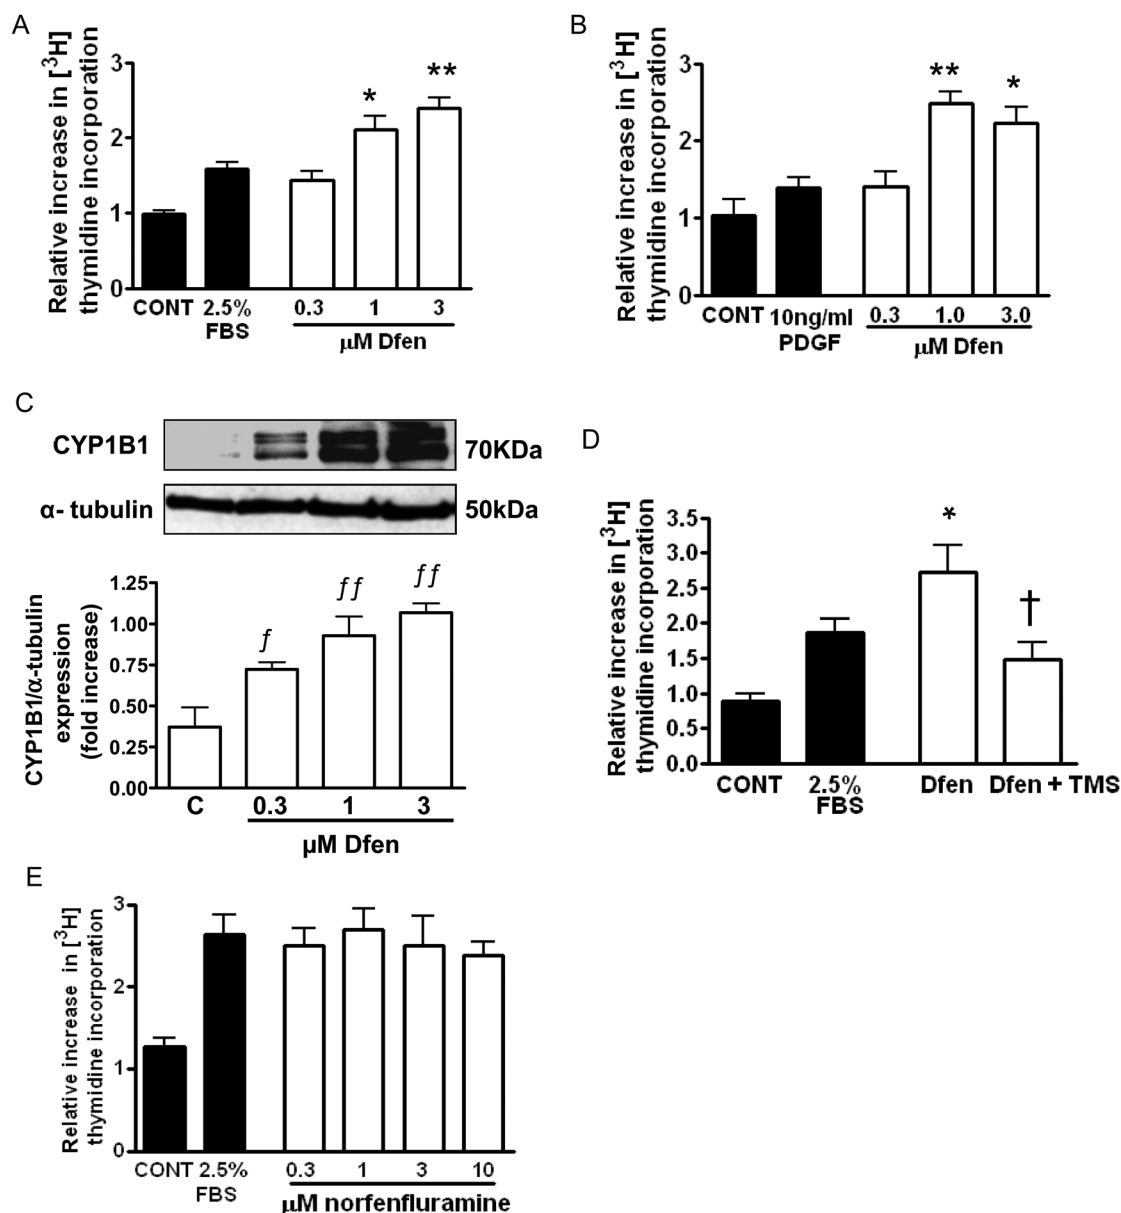 A
Relative increase in [³H]
thymidine incorporation
3
2
1
0
*
**
CONT 2.5% 0.3 1 3
FBS
μM Dfen
B
Relative increase in [³H]
thymidine incorporation
3
2
1
0
**
*
CONT 10ng/ml 0.3 1.0 3.0
PDGF
μM Dfen
C
CYP1B1
70KDa
α- tubulin
50kDa
CYP1B1/α-tubulin
expression
(fold increase)
1.25
1.00
0.75
0.50
0.25
0.00
ƒ
ƒƒ
ƒƒ
C 0.3 1 3
μM Dfen
D
Relative increase in [³H]
thymidine incorporation
3.5
3.0
2.5
2.0
1.5
1.0
0.5
0.0
*
†
CONT 2.5% Dfen Dfen + TMS
FBS
E
Relative increase in [³H]
thymidine incorporation
3
2
1
0
CONT 2.5% 0.3 1 3 10
FBS
μM norfenfluramine